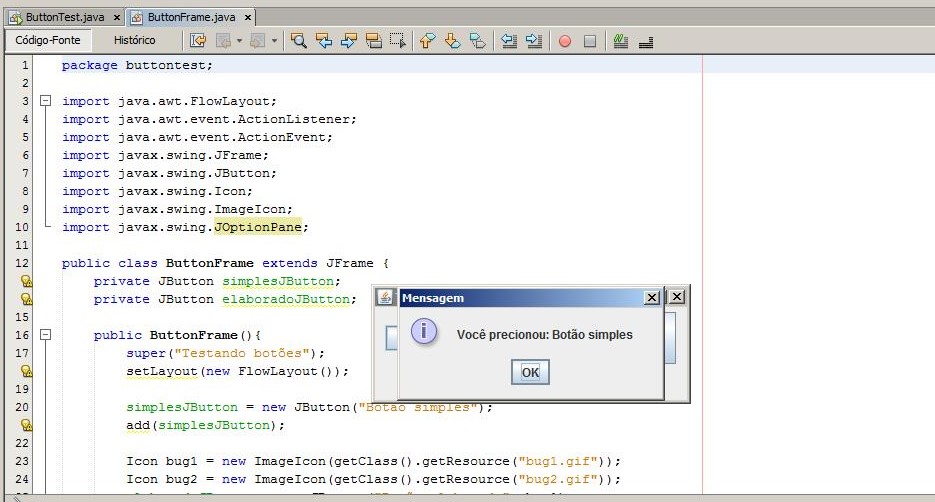 ButtonTest.java × ButtonFrame.java ×
Código-Fonte Histórico
1 package buttontest;
2
3 import java.awt.FlowLayout;
4 import java.awt.event.ActionListener;
5 import java.awt.event.ActionEvent;
6 import javax.swing.JFrame;
7 import javax.swing.JButton;
8 import javax.swing.Icon;
9 import javax.swing.ImageIcon;
10 import javax.swing.JOptionPane;
11
12 public class ButtonFrame extends JFrame {
private JButton simplesJButton;
private JButton elaboradoJButton;
15
16 public ButtonFrame(){
17 super("Testando botões");
setLayout(new FlowLayout());
19
20 simplesJButton = new JButton("Botão simples");
add(simplesJButton);
22
23 Icon bug1 = new ImageIcon(getClass().getResource("bug1.gif"));
24 Icon bug2 = new ImageIcon(getClass().getResource("bug2.gif"));
Mensagem
Você precionou: Botão simples
OK